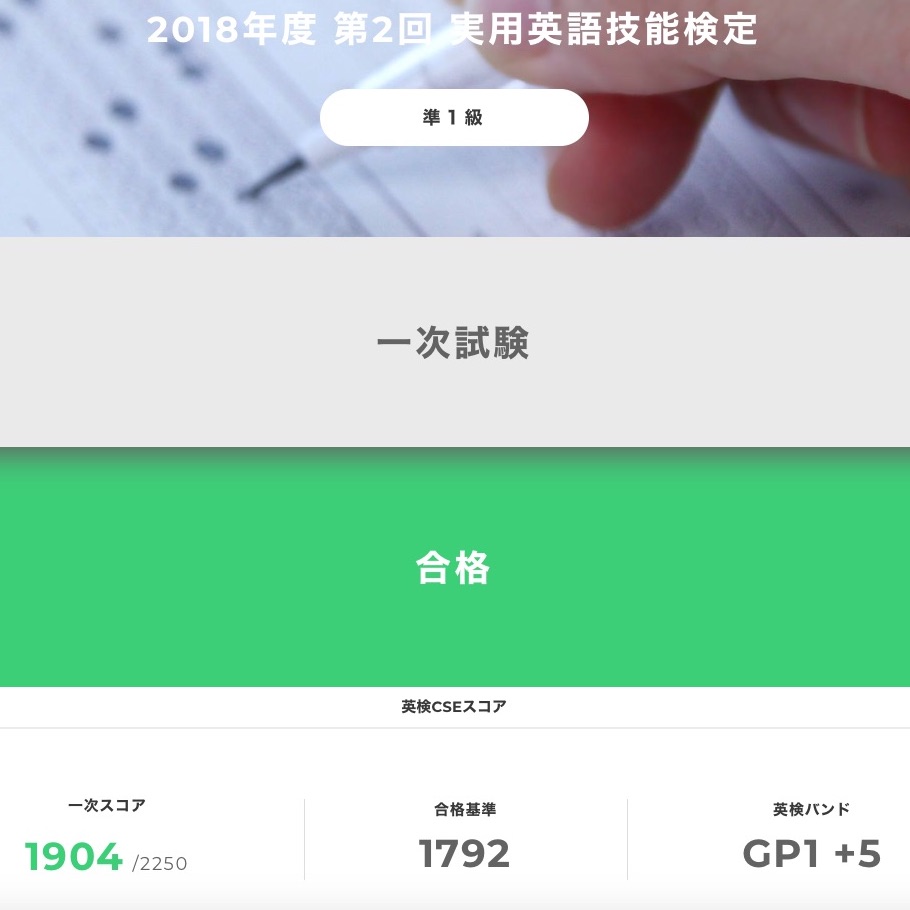 2018年度 第2回 実用英語技能検定
準1級
一次試験
合格
英検CSEスコア
一次スコア
1904 /2250
合格基準
1792
英検バンド
GP1 +5